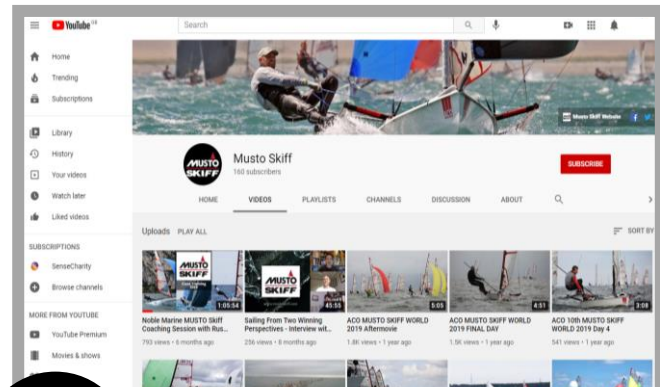 YouTube GB
Search
Home
Trending
Subscriptions
Library
History
Your videos
Watch later
Liked videos
SUBSCRIPTIONS
SenseCharity
Browse channels
MORE FROM YOUTUBE
YouTube Premium
Movies & shows
Musto Skiff Website
MUSTO
SKIFF
Musto Skiff
160 subscribers
SUBSCRIBE
HOME VIDEOS PLAYLISTS CHANNELS DISCUSSION ABOUT
Uploads PLAY ALL
SORT BY
MUSTO
SKIFF
1:05:54
Noble Marine MUSTO Skiff
Coaching Session with Rus...
793 views • 6 months ago
MUSTO
SKIFF
45:55
Sailing From Two Winning
Perspectives - Interview wit...
256 views • 8 months ago
5:05
ACO MUSTO SKIFF WORLD
2019 Aftermovie
1.8K views • 1 year ago
4:51
ACO MUSTO SKIFF WORLD
2019 FINAL DAY
1.5K views • 1 year ago
3:08
ACO 10th MUSTO SKIFF
WORLD 2019 Day 4
541 views • 1 year ago